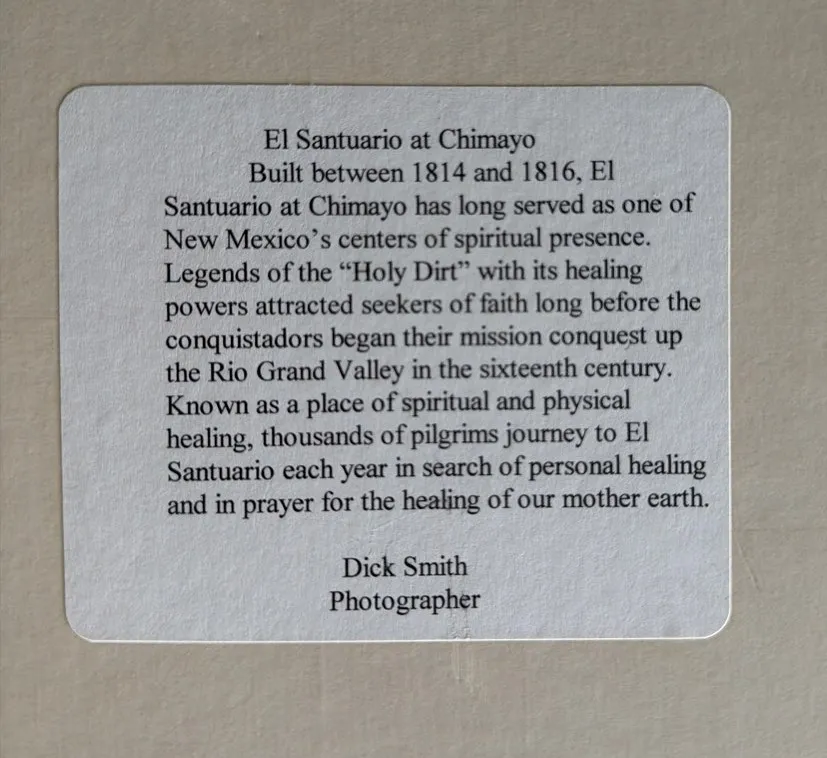 El Santuario at Chimayo
Built between 1814 and 1816, El
Santuario at Chimayo has long served as one of
New Mexico’s centers of spiritual presence.
Legends of the “Holy Dirt” with its healing
powers attracted seekers of faith long before the
conquistadors began their mission conquest up
the Rio Grand Valley in the sixteenth century.
Known as a place of spiritual and physical
healing, thousands of pilgrims journey to El
Santuario each year in search of personal healing
and in prayer for the healing of our mother earth.
Dick Smith
Photographer